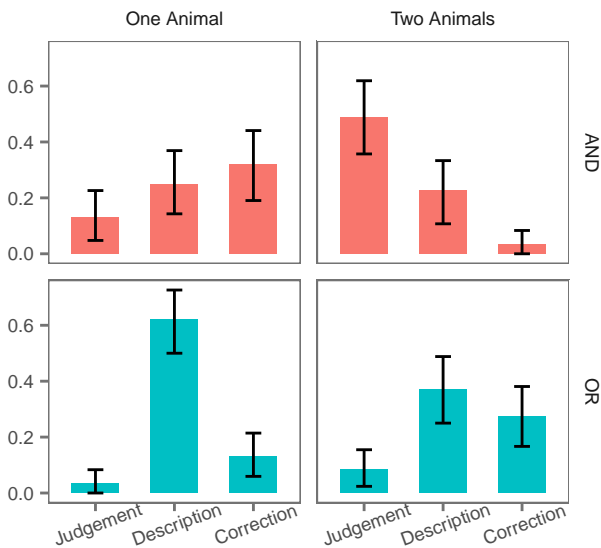 One Animal Two Animals
0.6
0.4
0.2
0.0
AND
0.6
0.4
0.2
0.0
OR
Judgement Description Correction Judgement Description Correction